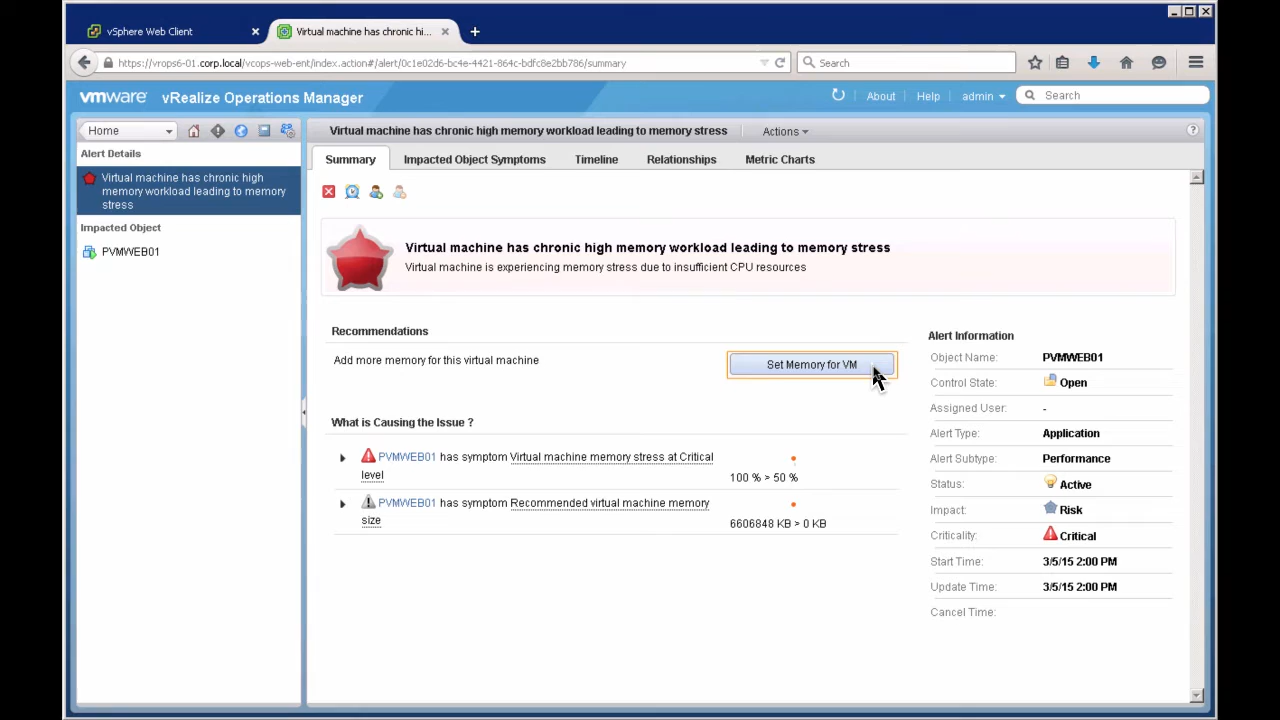 vSphere Web Client
Virtual machine has chronic hi...
https://vrops6-01.corp.local/vcops-web-ent/index.action#/alert/0c1e02d6-bc4e-4421-864c-bdfc8e2bb786/summary
Search
vmware vRealize Operations Manager
About
Help
admin
Search
Home
Virtual machine has chronic high memory workload leading to memory stress
Actions
Alert Details
Virtual machine has chronic high
memory workload leading to memory
stress
Impacted Object
PVMWEB01
Summary
Impacted Object Symptoms
Timeline
Relationships
Metric Charts
Virtual machine has chronic high memory workload leading to memory stress
Virtual machine is experiencing memory stress due to insufficient CPU resources
Recommendations
Add more memory for this virtual machine
Set Memory for VM
What is Causing the Issue ?
PVMWEB01 has symptom Virtual machine memory stress at Critical
level
100 % > 50 %
PVMWEB01 has symptom Recommended virtual machine memory
size
6606848 KB > 0 KB
Alert Information
Object Name: PVMWEB01
Control State: Open
Assigned User: -
Alert Type: Application
Alert Subtype: Performance
Status: Active
Impact: Risk
Criticality: Critical
Start Time: 3/5/15 2:00 PM
Update Time: 3/5/15 2:00 PM
Cancel Time: